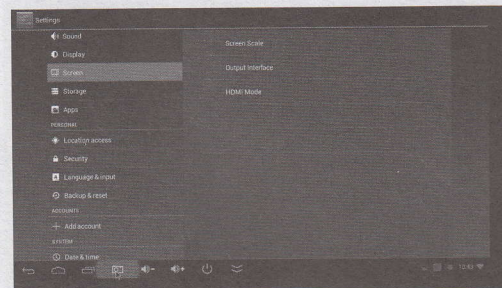 Settings
Sound
Display
Screen
Storage
Apps
PERSONAL
Location access
Security
Language & input
Backup & reset
ACCOUNTS
Add account
SYSTEM
Date & time
Screen Scale
Output Interface
HDMI Mode